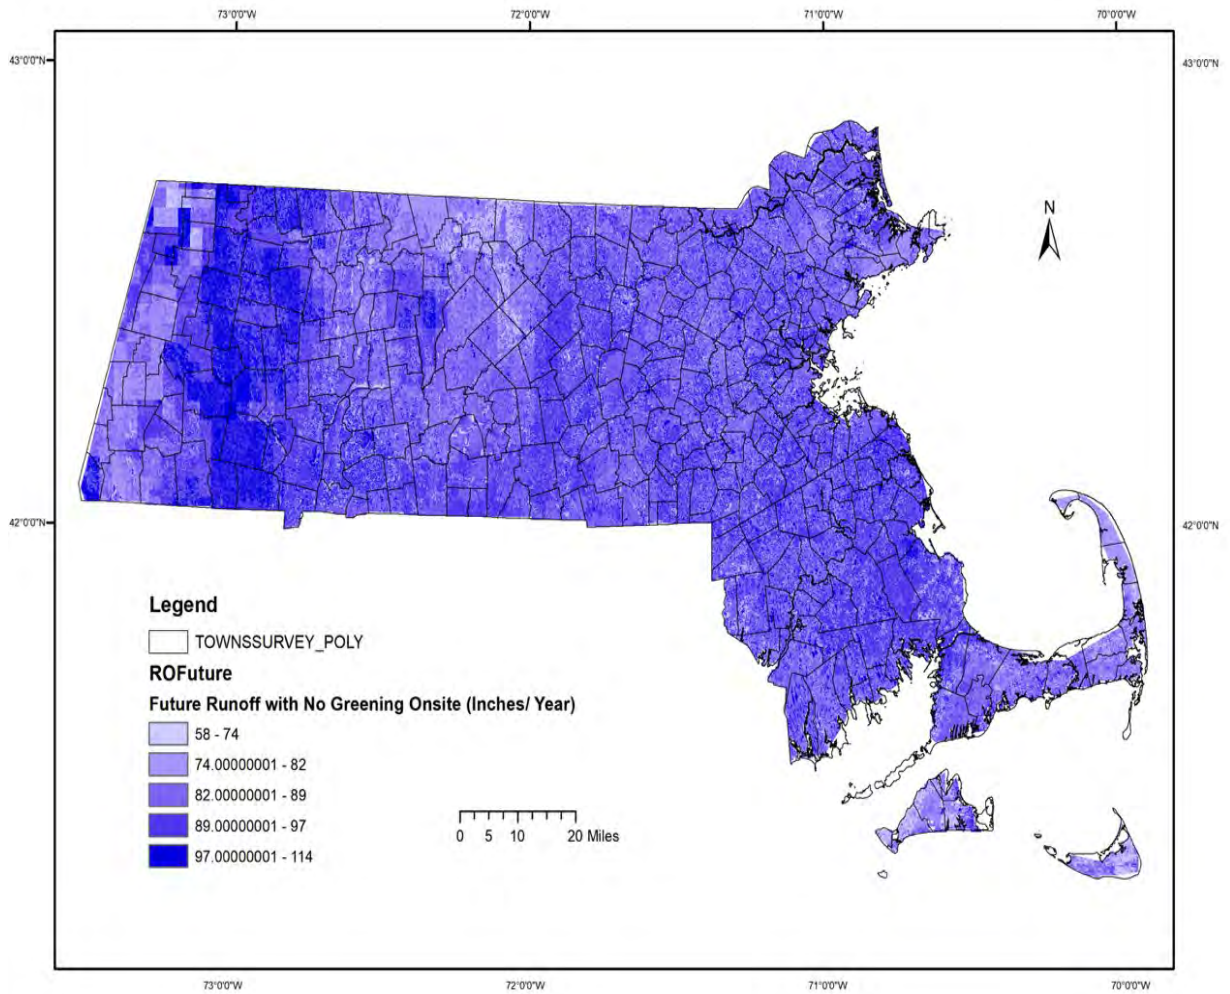 73°0'0"W 72°0'0"W 71°0'0"W 70°0'0"W
43°0'0"N 43°0'0"N
N
42°0'0"N 42°0'0"N
Legend
TOWNSSURVEY_POLY
ROFuture
Future Runoff with No Greening Onsite (Inches/ Year)
58 - 74
74.00000001 - 82
82.00000001 - 89
89.00000001 - 97
97.00000001 - 114
0 5 10 20 Miles
73°0'0"W 72°0'0"W 71°0'0"W 70°0'0"W